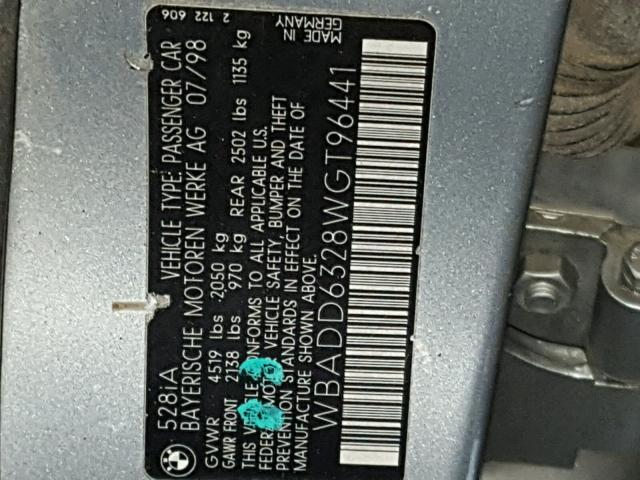 528iA VEHICLE TYPE: PASSENGER CAR
BAYERISCHE MOTOREN WERKE AG 07/98
GVWR 4519 lbs 2050 kg
GAWR FRONT 2138 lbs 970 kg REAR 2502 lbs 1135 kg
THIS VEHICLE CONFORMS TO ALL APPLICABLE U.S.
FEDERAL MOTOR VEHICLE SAFETY, BUMPER AND THEFT
PREVENTION STANDARDS IN EFFECT ON THE DATE OF
MANUFACTURE SHOWN ABOVE.
WBADD6328WGT96441
2 122 606
MADE IN
GERMANY
BMW